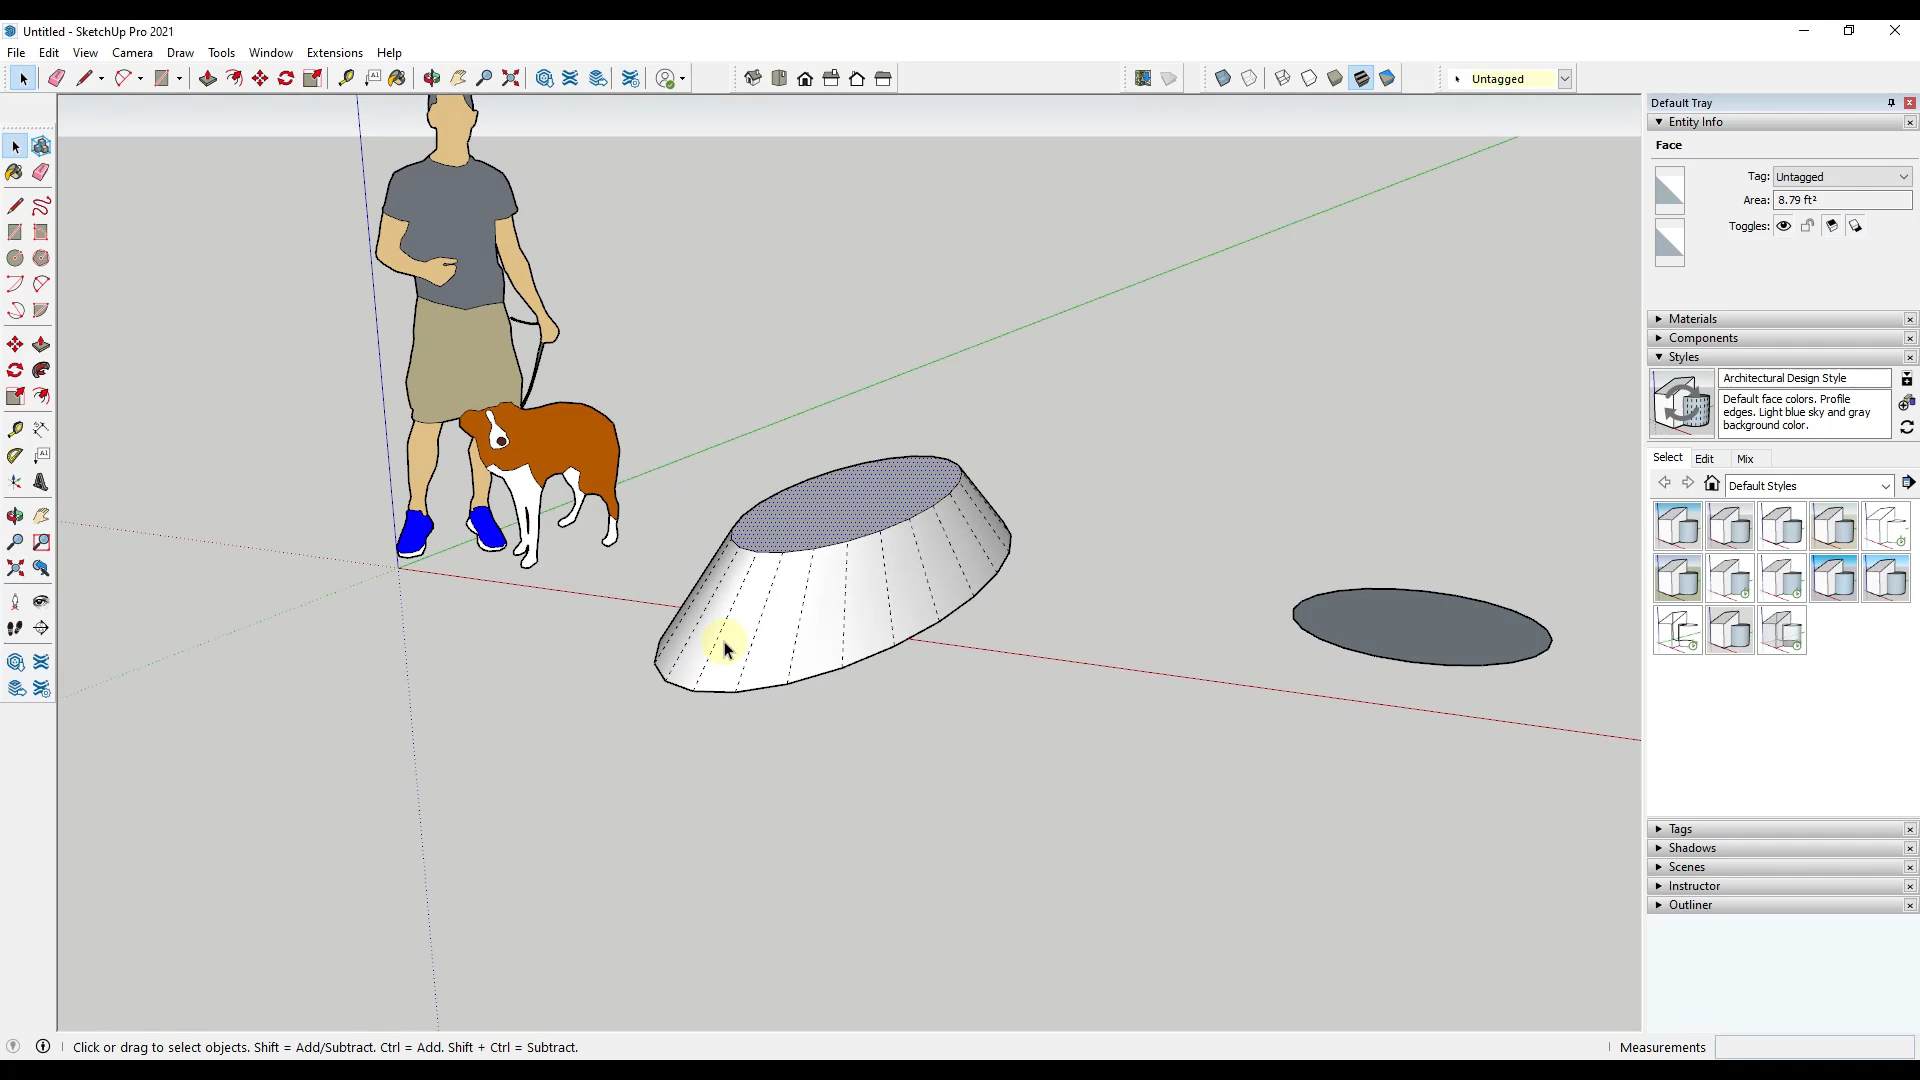 Untitled - SketchUp Pro 2021
File Edit View Camera Draw Tools Window Extensions Help
Untagged
Default Tray
Entity Info
Face
Tag: Untagged
Area: 8.79 ft²
Toggles:
Materials
Components
Styles
Architectural Design Style
Default face colors. Profile
edges. Light blue sky and gray
background color.
Select Edit Mix
Default Styles
Tags
Shadows
Scenes
Instructor
Outliner
Click or drag to select objects. Shift = Add/Subtract. Ctrl = Add. Shift + Ctrl = Subtract.
Measurements